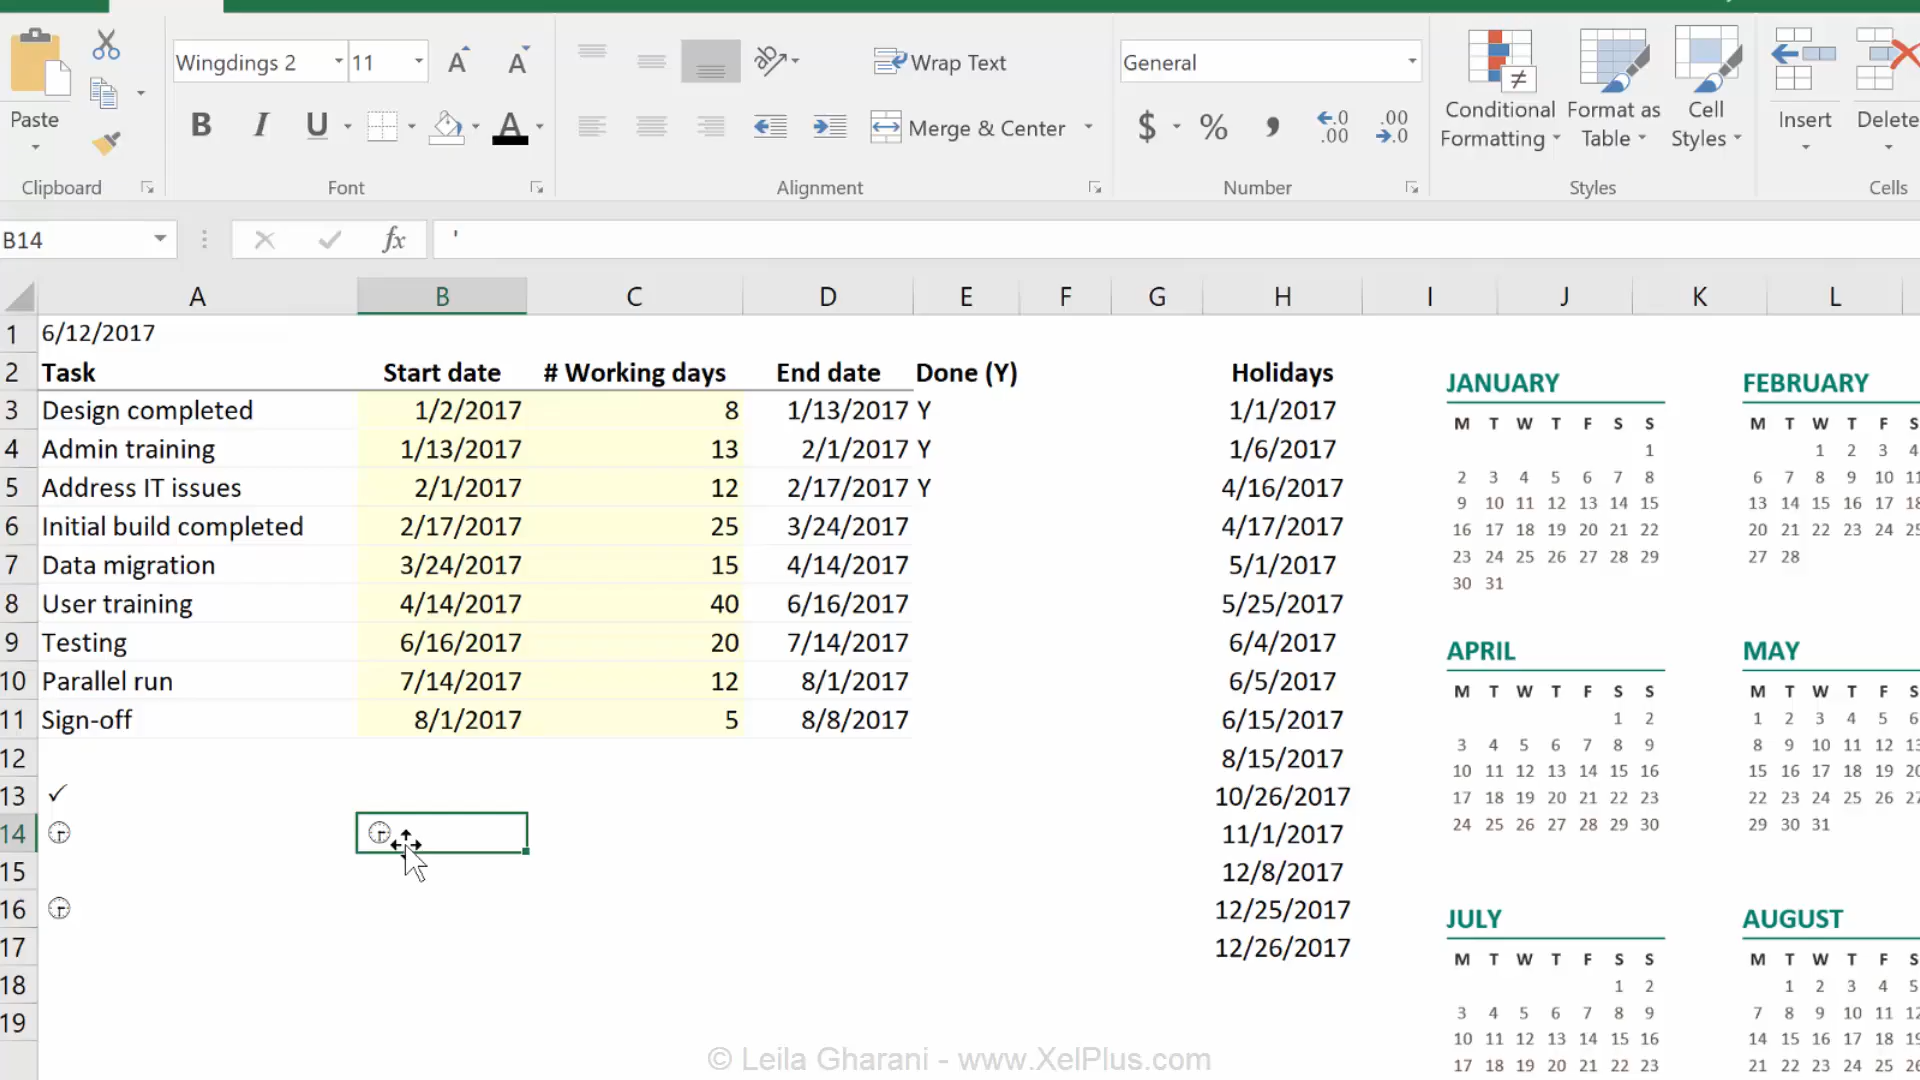 Wingdings 2 11 Wrap Text General
Paste B I U Merge & Center $ % , .00 .00 Conditional Formatting Format as Table Cell Styles Insert Delete
Clipboard Font Alignment Number Styles Cells
B14 fx '
A B C D E F G H I J K L
1 6/12/2017
2 Task Start date # Working days End date Done (Y) Holidays
3 Design completed 1/2/2017 8 1/13/2017 Y 1/1/2017
4 Admin training 1/13/2017 13 2/1/2017 Y 1/6/2017
5 Address IT issues 2/1/2017 12 2/17/2017 Y 4/16/2017
6 Initial build completed 2/17/2017 25 3/24/2017 4/17/2017
7 Data migration 3/24/2017 15 4/14/2017 5/1/2017
8 User training 4/14/2017 40 6/16/2017 5/25/2017
9 Testing 6/16/2017 20 7/14/2017 6/4/2017
10 Parallel run 7/14/2017 12 8/1/2017 6/5/2017
11 Sign-off 8/1/2017 5 8/8/2017 6/15/2017
12 8/15/2017
13 ✓ 10/26/2017
14 11/1/2017
15 12/8/2017
16 12/25/2017
17 12/26/2017
18
19
JANUARY
M T W T F S S
1
2 3 4 5 6 7 8
9 10 11 12 13 14 15
16 17 18 19 20 21 22
23 24 25 26 27 28 29
30 31
FEBRUARY
M T W T F S
1 2 3 4
6 7 8 9 10 11
13 14 15 16 17 18
20 21 22 23 24 25
27 28
APRIL
M T W T F S S
1 2
3 4 5 6 7 8 9
10 11 12 13 14 15 16
17 18 19 20 21 22 23
24 25 26 27 28 29 30
MAY
M T W T F S
1 2 3 4 5 6
8 9 10 11 12 13
15 16 17 18 19 20
22 23 24 25 26 27
29 30 31
JULY
M T W T F S S
1 2
3 4 5 6 7 8 9
10 11 12 13 14 15 16
17 18 19 20 21 22 23
AUGUST
M T W T F S
1 2 3 4 5
7 8 9 10 11 12
14 15 16 17 18 19
21 22 23 24 25 26
© Leila Gharani - www.XelPlus.com